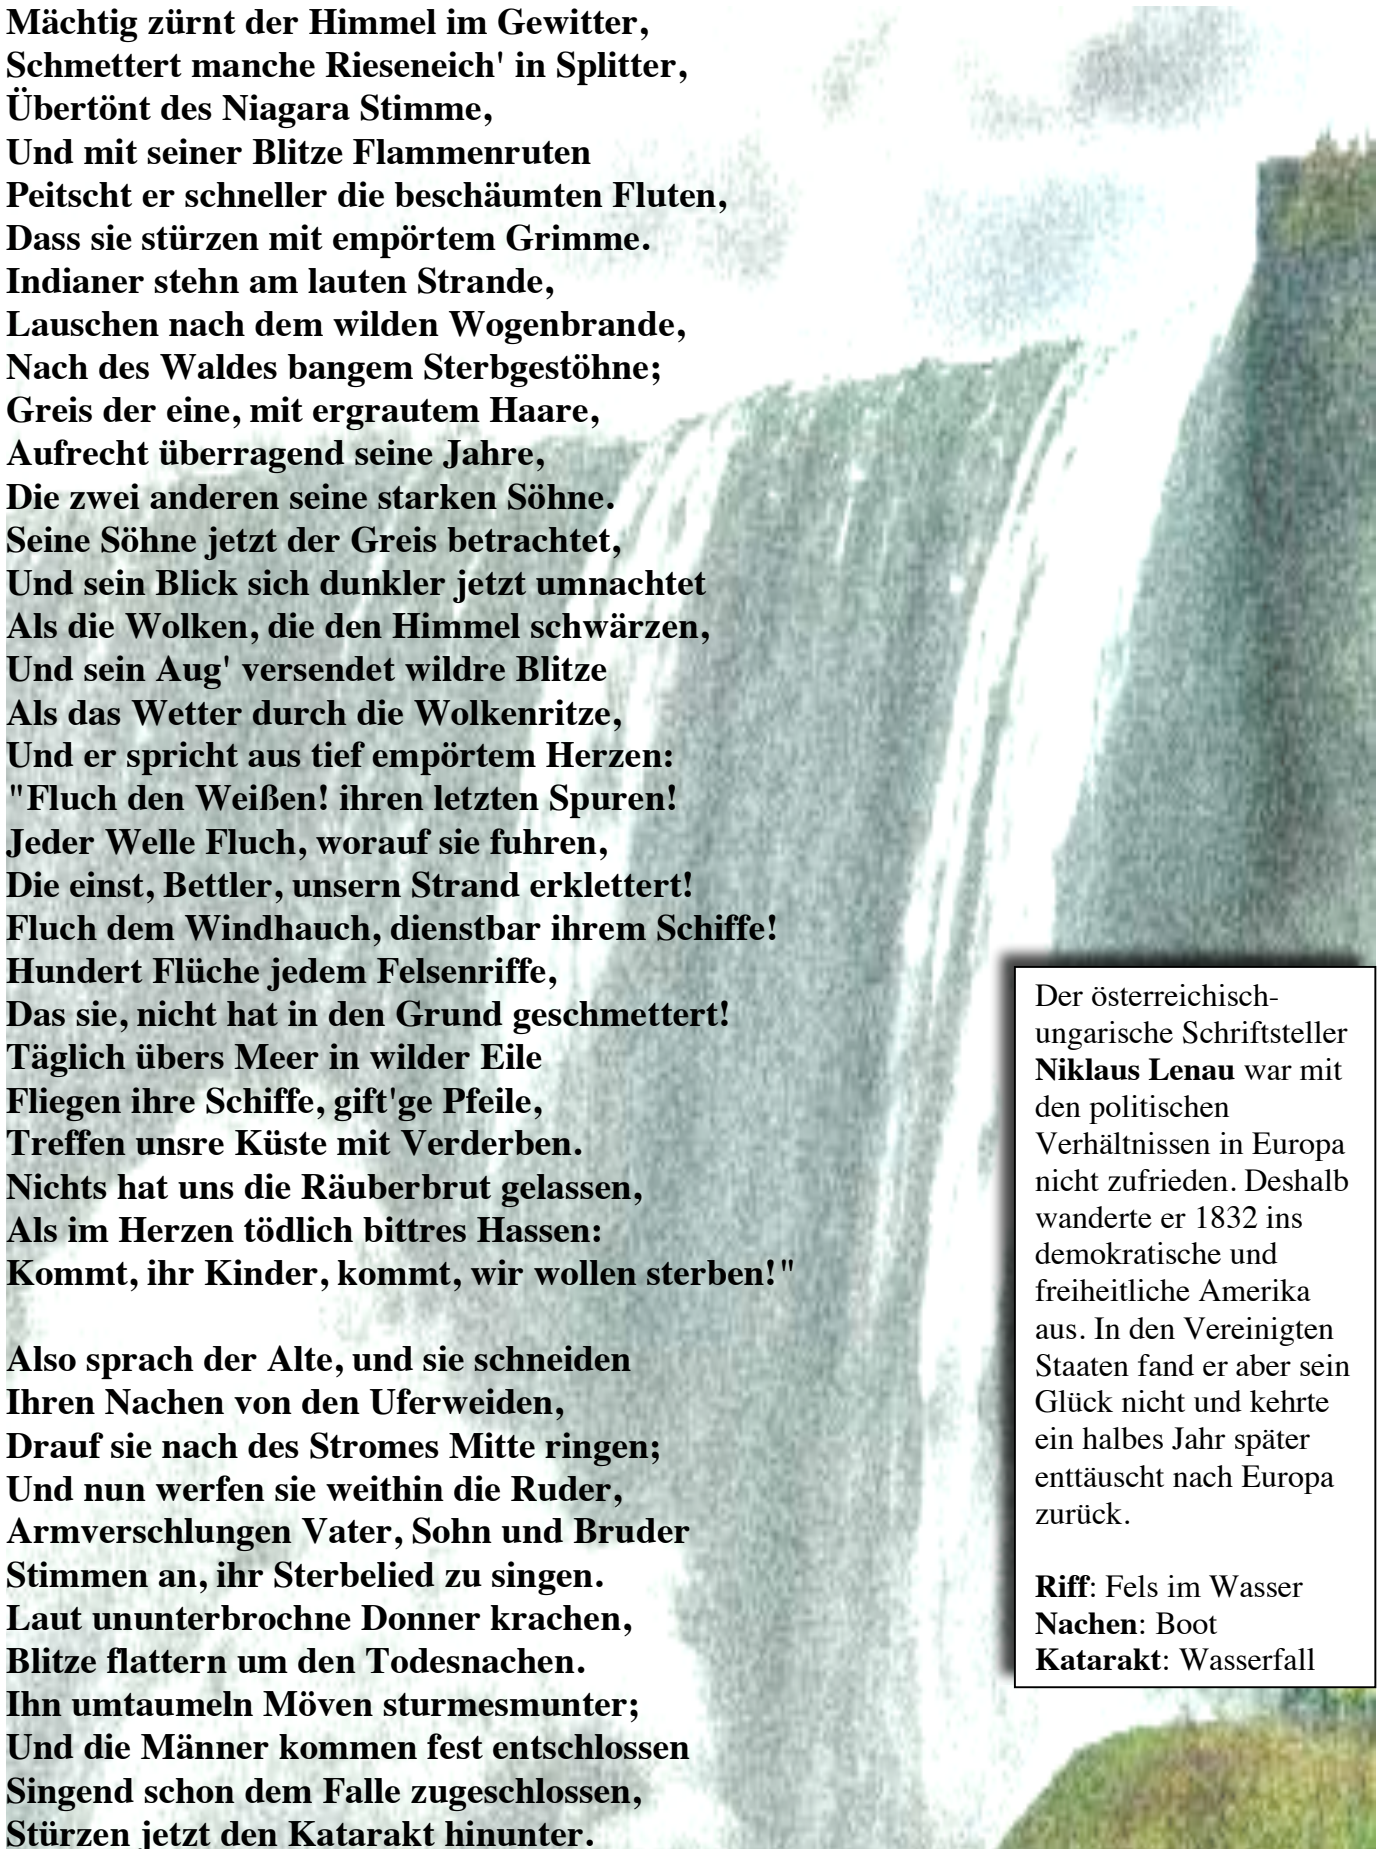 Mächtig zürnt der Himmel im Gewitter,
Schmettert manche Rieseneich' in Splitter,
Übertönt des Niagara Stimme,
Und mit seiner Blitze Flammenruten
Peitscht er schneller die beschäumten Fluten,
Dass sie stürzen mit empörtem Grimme.
Indianer stehn am lauten Strande,
Lauschen nach dem wilden Wogenbrande,
Nach des Waldes bangem Sterbgestöhne;
Greis der eine, mit ergrautem Haare,
Aufrecht überragend seine Jahre,
Die zwei anderen seine starken Söhne.
Seine Söhne jetzt der Greis betrachtet,
Und sein Blick sich dunkler jetzt umnachtet
Als die Wolken, die den Himmel schwärzen,
Und sein Aug' versendet wildre Blitze
Als das Wetter durch die Wolkenritze,
Und er spricht aus tief empörtem Herzen:
"Fluch den Weißen! ihren letzten Spuren!
Jeder Welle Fluch, worauf sie fuhren,
Die einst, Bettler, unsern Strand erklettert!
Fluch dem Windhauch, dienstbar ihrem Schiffe!
Hundert Flüche jedem Felsenriffe,
Das sie, nicht hat in den Grund geschmettert!
Täglich übers Meer in wilder Eile
Fliegen ihre Schiffe, gift'ge Pfeile,
Treffen unsre Küste mit Verderben.
Nichts hat uns die Räuberbrut gelassen,
Als im Herzen tödlich bittres Hassen:
Kommt, ihr Kinder, kommt, wir wollen sterben!"

Also sprach der Alte, und sie schneiden
Ihren Nachen von den Uferweiden,
Drauf sie nach des Stromes Mitte ringen;
Und nun werfen sie weithin die Ruder,
Armverschlungen Vater, Sohn und Bruder
Stimmen an, ihr Sterbelied zu singen.
Laut ununterbrochne Donner krachen,
Blitze flattern um den Todesnachen.
Ihn umtaumeln Möven sturmesmunter;
Und die Männer kommen fest entschlossen
Singend schon dem Falle zugeschlossen,
Stürzen jetzt den Katarakt hinunter.

Der österreichisch-
ungarische Schriftsteller
Niklaus Lenau war mit
den politischen
Verhältnissen in Europa
nicht zufrieden. Deshalb
wanderte er 1832 ins
demokratische und
freiheitliche Amerika
aus. In den Vereinigten
Staaten fand er aber sein
Glück nicht und kehrte
ein halbes Jahr später
enttäuscht nach Europa
zurück.

Riff: Fels im Wasser
Nachen: Boot
Katarakt: Wasserfall